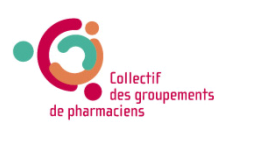 Collectif
des groupements
de pharmaciens